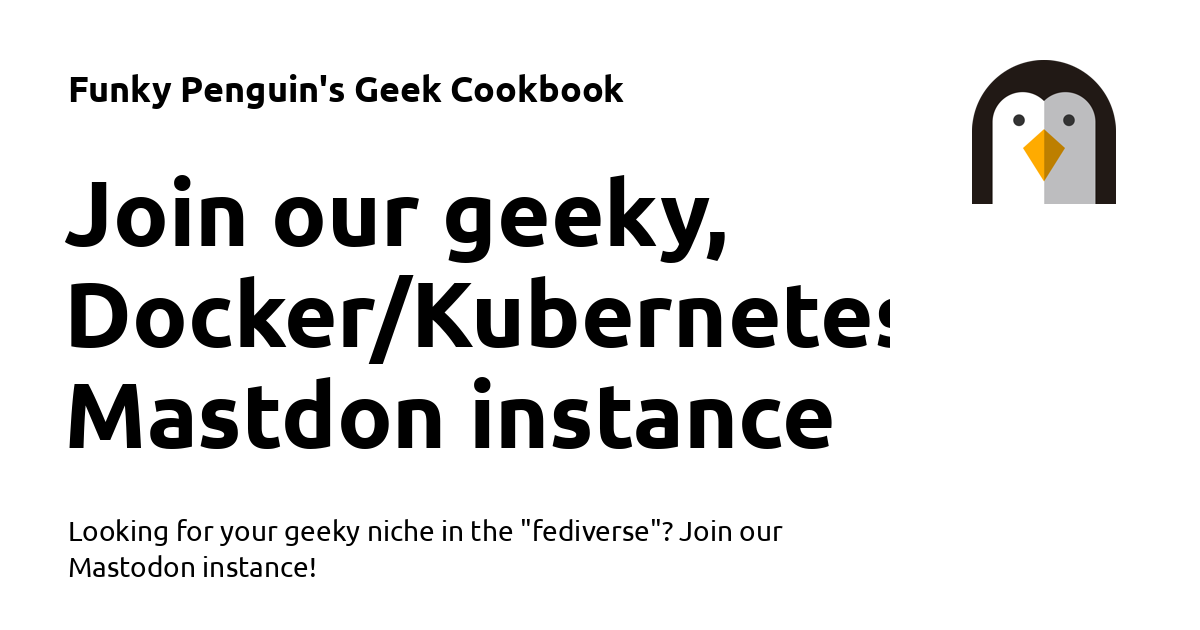 Funky Penguin's Geek Cookbook
Join our geeky,
Docker/Kubernetes
Mastdon instance
Looking for your geeky niche in the "fediverse"? Join our
Mastodon instance!